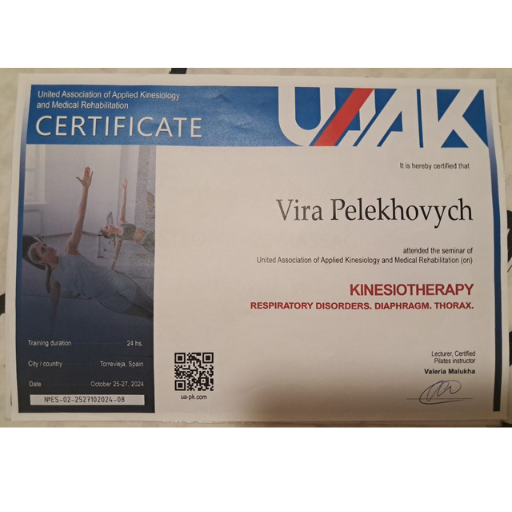 United Association of Applied Kinesiology
and Medical Rehabilitation
CERTIFICATE
UAPK
It is hereby certified that
Vira Pelekhovych
attended the seminar of
United Association of Applied Kinesiology and Medical Rehabilitation (on)
KINESIOTHERAPY
RESPIRATORY DISORDERS. DIAPHRAGM. THORAX.
Training duration 24 hs.
City / country Torrevieja, Spain
Date October 25-27, 2024
№ES-02-2527102024-08
ua-pk.com
Lecturer, Certified
Pilates instructor
Valeria Malukha